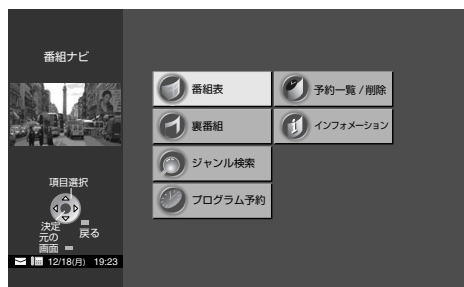 番組ナビ
番組表
裏番組
ジャンル検索
プログラム予約
予約一覧/削除
インフォメーション
項目選択
決定
戻る
元の
画面
12/18(月) 19:23